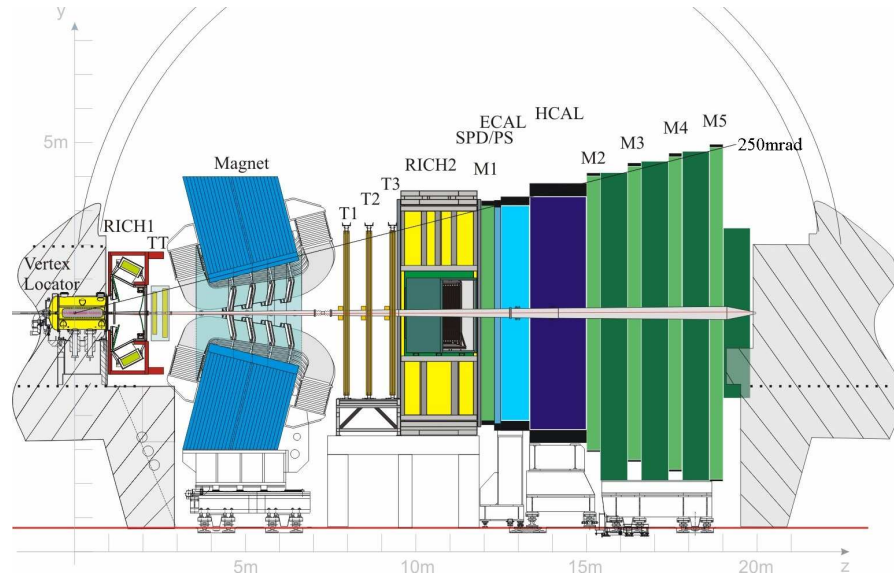 y
5m
Vertex
Locator
RICH1
TT
Magnet
T1
T2
T3
RICH2
M1
SPD/PS
ECAL
HCAL
M2
M3
M4
M5
250mrad
5m
10m
15m
20m
z